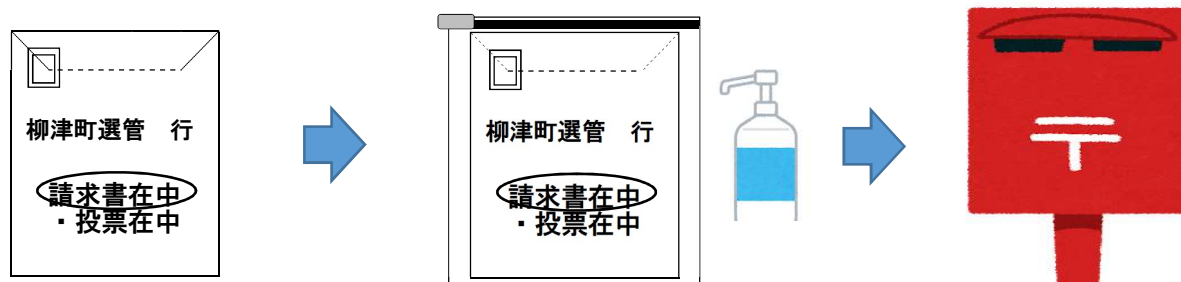 柳津町選管　行
請求書在中
・投票在中
柳津町選管　行
請求書在中
・投票在中
〒